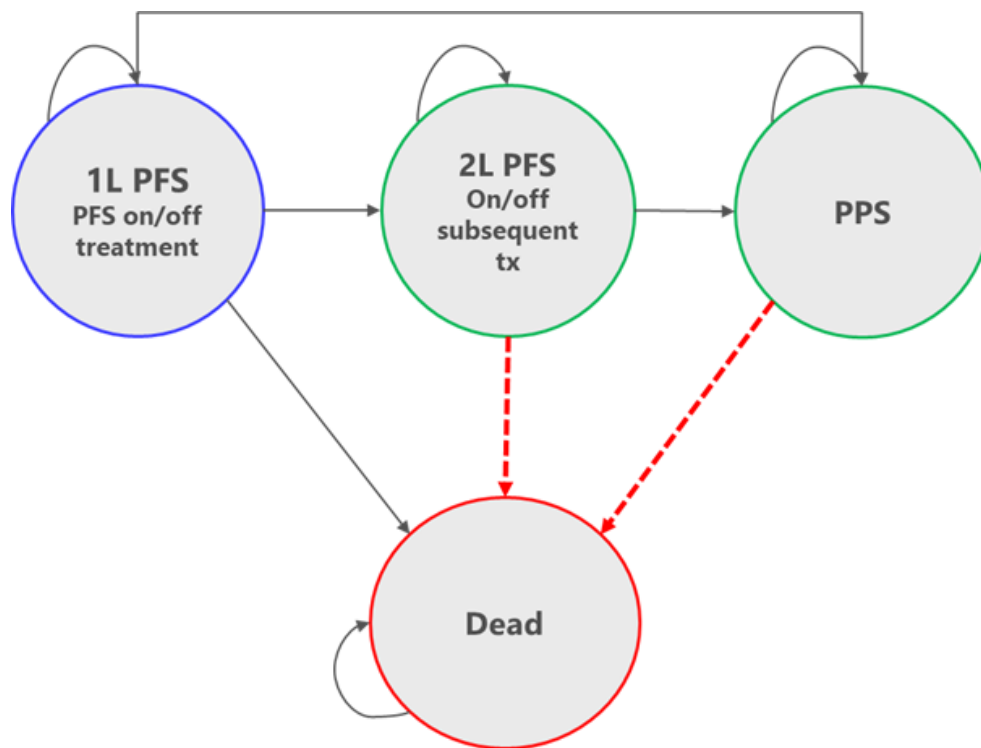 1L PFS
PFS on/off
treatment
2L PFS
On/off
subsequent
tx
PPS
Dead